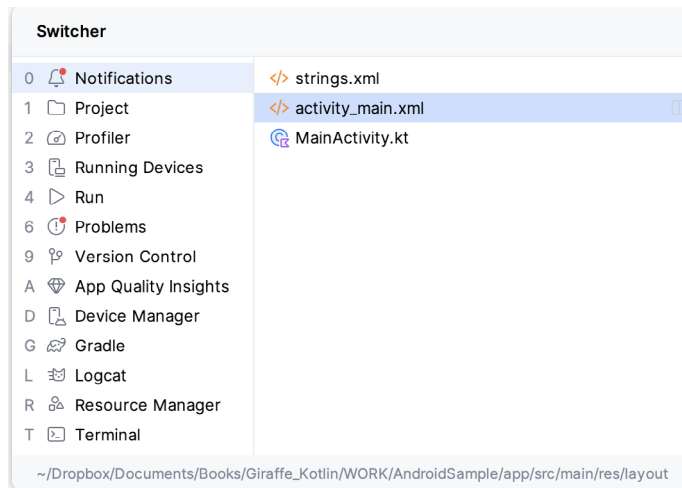 Switcher
0 Notifications
1 Project
2 Profiler
3 Running Devices
4 Run
6 Problems
9 Version Control
A App Quality Insights
D Device Manager
G Gradle
L Logcat
R Resource Manager
T Terminal
</> strings.xml
</> activity_main.xml
MainActivity.kt
~/Dropbox/Documents/Books/Giraffe_Kotlin/WORK/AndroidSample/app/src/main/res/layout